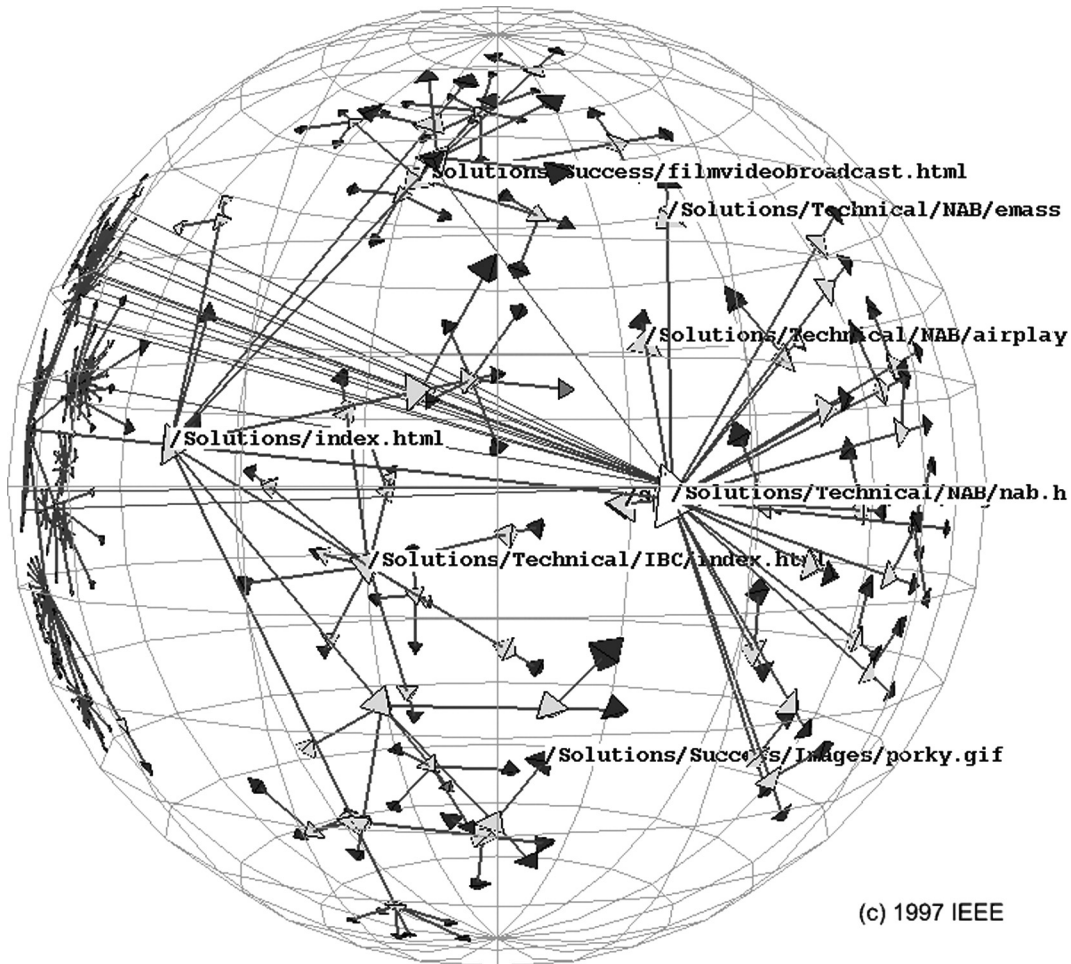 /Solutions/Success/filmvideobroadcast.html
/Solutions/Technical/NAB/emass
/Solutions/Technical/NAB/airplay
/Solutions/index.html
/S
/Solutions/Technical/NAB/nab.h
/Solutions/Technical/IBC/index.html
/Solutions/Success/Images/porky.gif
(c) 1997 IEEE